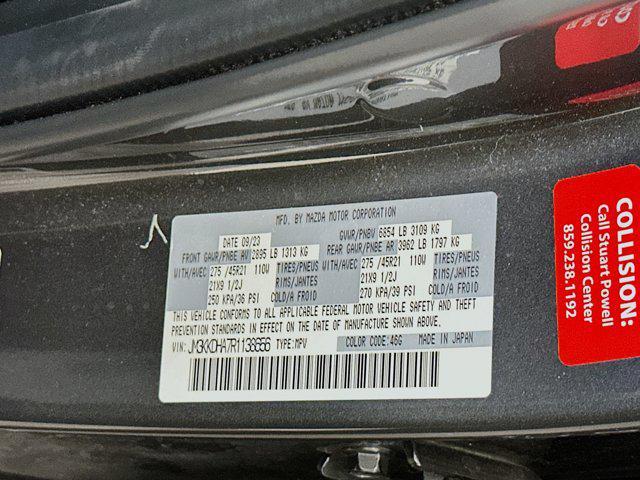 MFD. BY MAZDA MOTOR CORPORATION
DATE 09/23 GVWR/PNBV 6854 LB 3109 KG
FRONT GAWR/PNBE AV 2895 LB 1313 KG REAR GAWR/PNBE AR 3962 LB 1797 KG
WITH/AVEC 275 /45R21 110W TIRES/PNEUS WITH/AVEC 275 /45R21 110W TIRES/PNEUS
21X9 1/2J RIMS/JANTES 21X9 1/2J RIMS/JANTES
250 KPA/36 PSI COLD/A FROID 270 KPA/39 PSI COLD/A FROID
THIS VEHICLE CONFORMS TO ALL APPLICABLE FEDERAL MOTOR VEHICLE SAFETY AND THEFT
PREVENTION STANDARDS IN EFFECT ON THE DATE OF MANUFACTURE SHOWN ABOVE.
VIN: JM3KKDHA7R1138656 TYPE:MPV COLOR CODE:46G MADE IN JAPAN
COLLISION:
Call Stuart Powell
Collision Center
859.238.1192